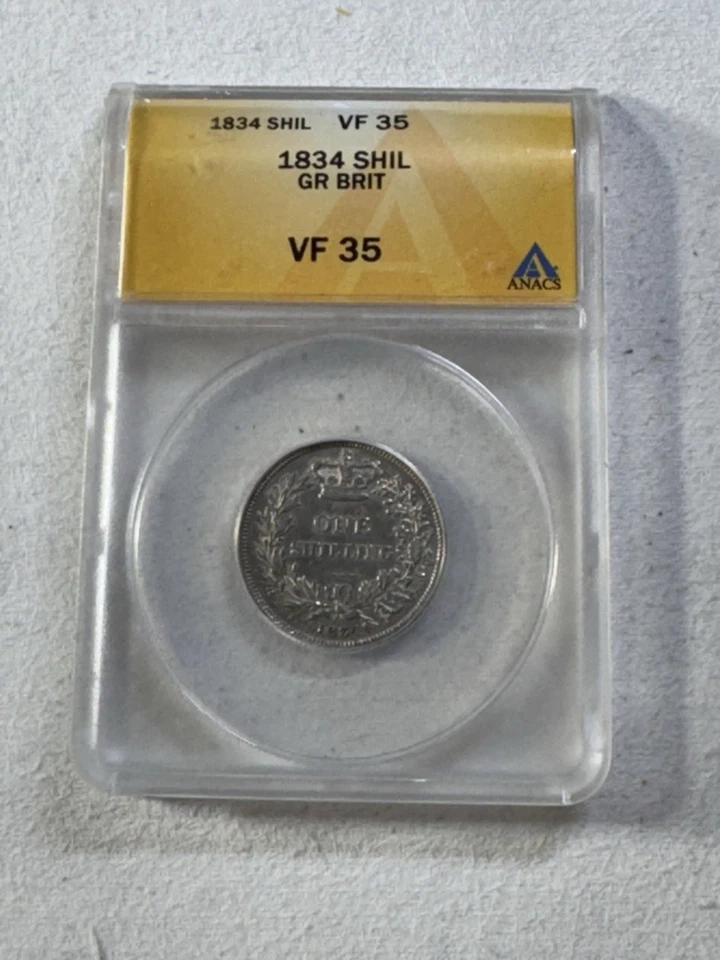 1834 SHIL VF 35
1834 SHIL
GR BRIT
VF 35
A
ANACS
ONE
SHILLING